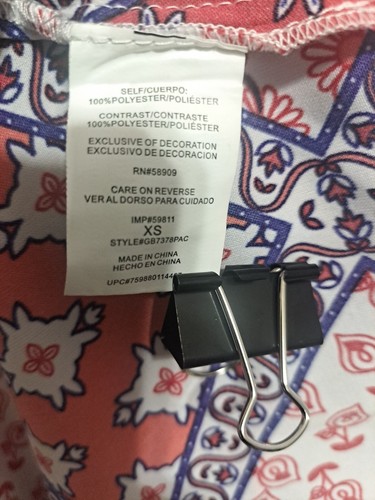 SELF/CUERPO:
100%POLYESTER/POLIÉSTER
CONTRAST/CONTRASTE
100%POLYESTER/POLIÉSTER
EXCLUSIVE OF DECORATION
EXCLUSIVO DE DECORACION
RN#58909
CARE ON REVERSE
VER AL DORSO PARA CUIDADO
IMP#59811
XS
STYLE#GB7378PAC
MADE IN CHINA
HECHO EN CHINA